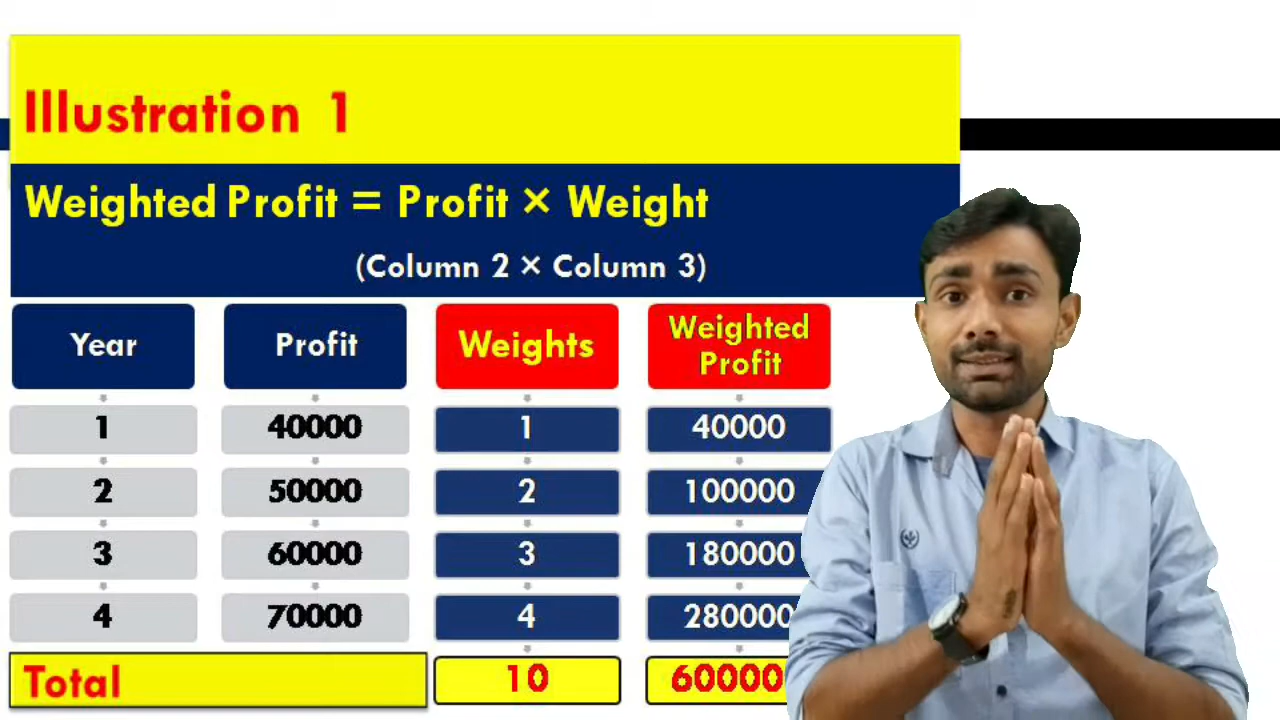 Illustration 1
Weighted Profit = Profit × Weight
(Column 2 × Column 3)
Year Profit Weights Weighted Profit
1 40000 1 40000
2 50000 2 100000
3 60000 3 180000
4 70000 4 280000
Total 10